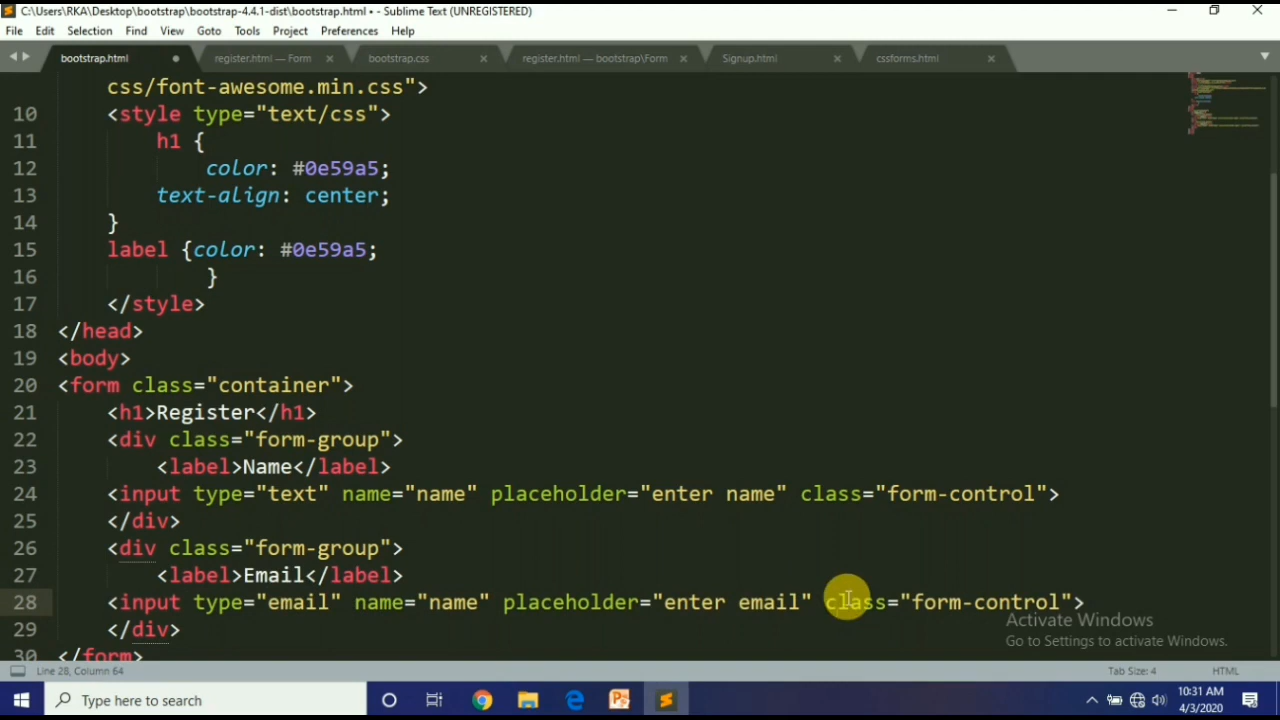 C:\Users\RKA\Desktop\bootstrap\bootstrap-4.4.1-dist\bootstrap.html • - Sublime Text (UNREGISTERED)
File Edit Selection Find View Goto Tools Project Preferences Help
bootstrap.html register.html — Form bootstrap.css register.html — bootstrap\Form Signup.html cssforms.html
css/font-awesome.min.css">
10 <style type="text/css">
11 h1 {
12 color: #0e59a5;
13 text-align: center;
14 }
15 label {color: #0e59a5;
16 }
17 </style>
18 </head>
19 <body>
20 <form class="container">
21 <h1>Register</h1>
22 <div class="form-group">
23 <label>Name</label>
24 <input type="text" name="name" placeholder="enter name" class="form-control">
25 </div>
26 <div class="form-group">
27 <label>Email</label>
28 <input type="email" name="name" placeholder="enter email" class="form-control">
29 </div>
30 </form>
Activate Windows
Go to Settings to activate Windows.
Line 28, Column 64 Tab Size: 4 HTML
Type here to search
10:31 AM
4/3/2020